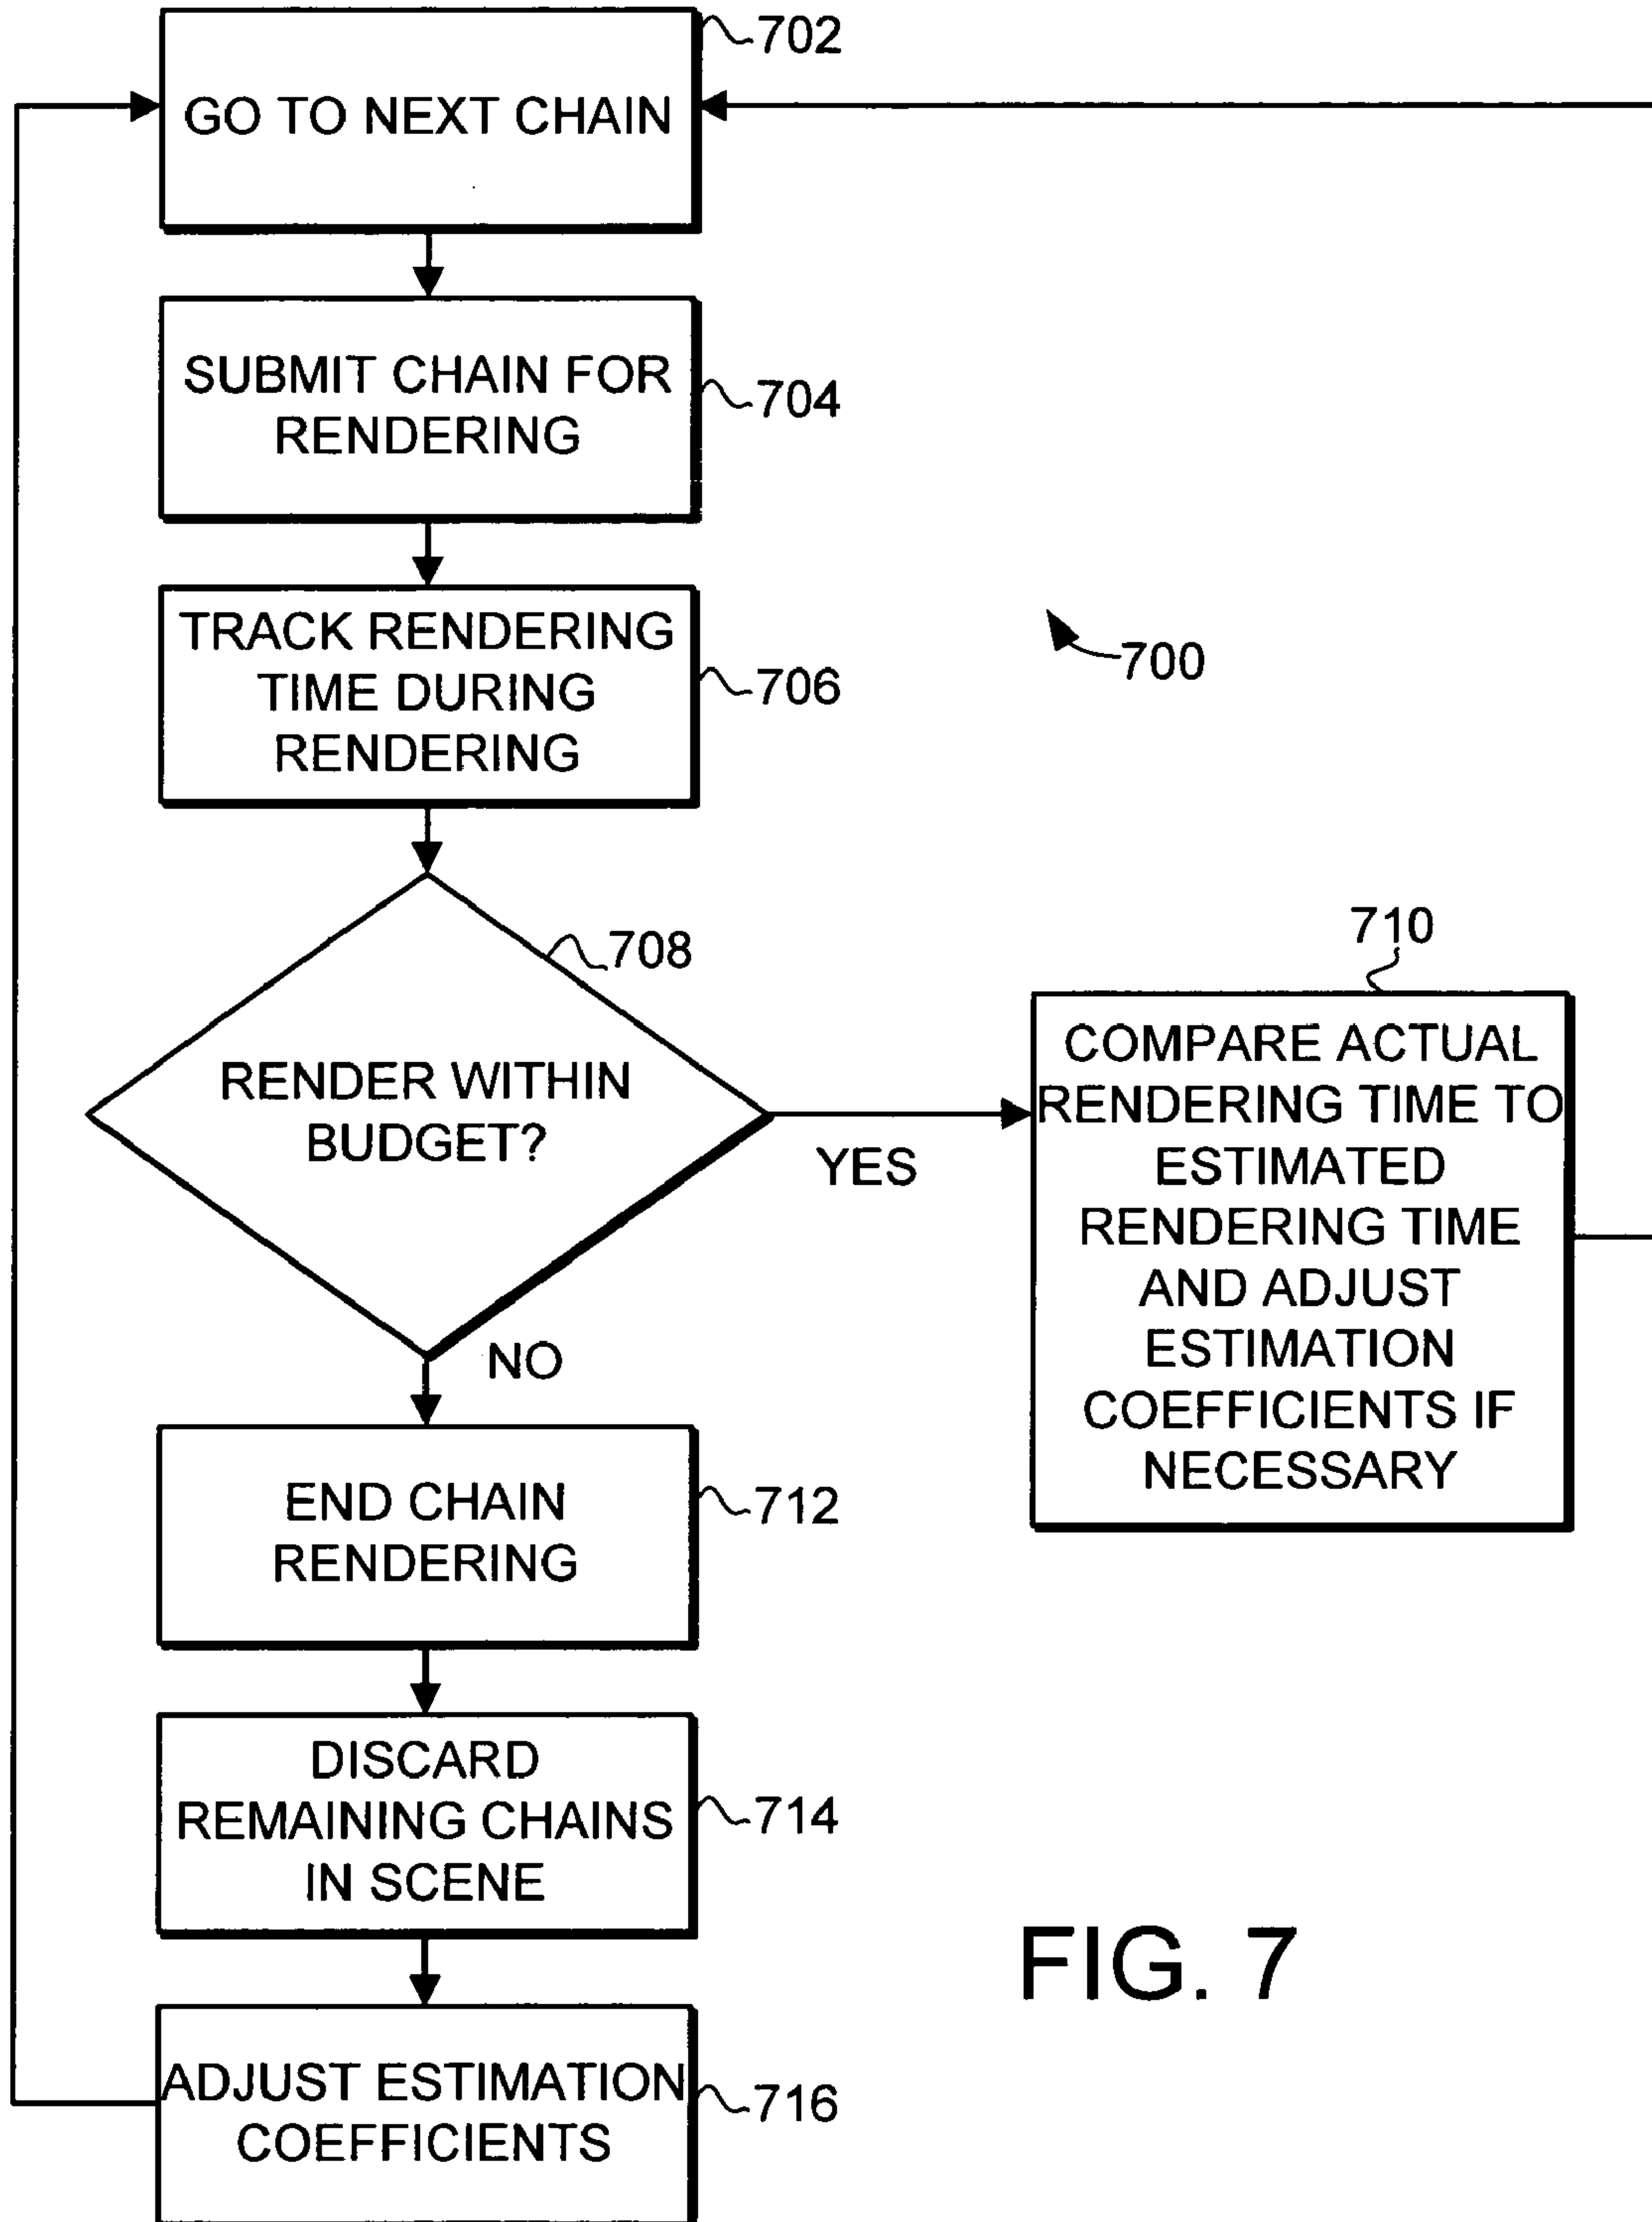 702
GO TO NEXT CHAIN
SUBMIT CHAIN FOR
RENDERING
704
TRACK RENDERING
TIME DURING
RENDERING
706
700
708
RENDER WITHIN
BUDGET?
YES
NO
710
COMPARE ACTUAL
RENDERING TIME TO
ESTIMATED
RENDERING TIME
AND ADJUST
ESTIMATION
COEFFICIENTS IF
NECESSARY
END CHAIN
RENDERING
712
DISCARD
REMAINING CHAINS
IN SCENE
714
ADJUST ESTIMATION
COEFFICIENTS
716
FIG. 7